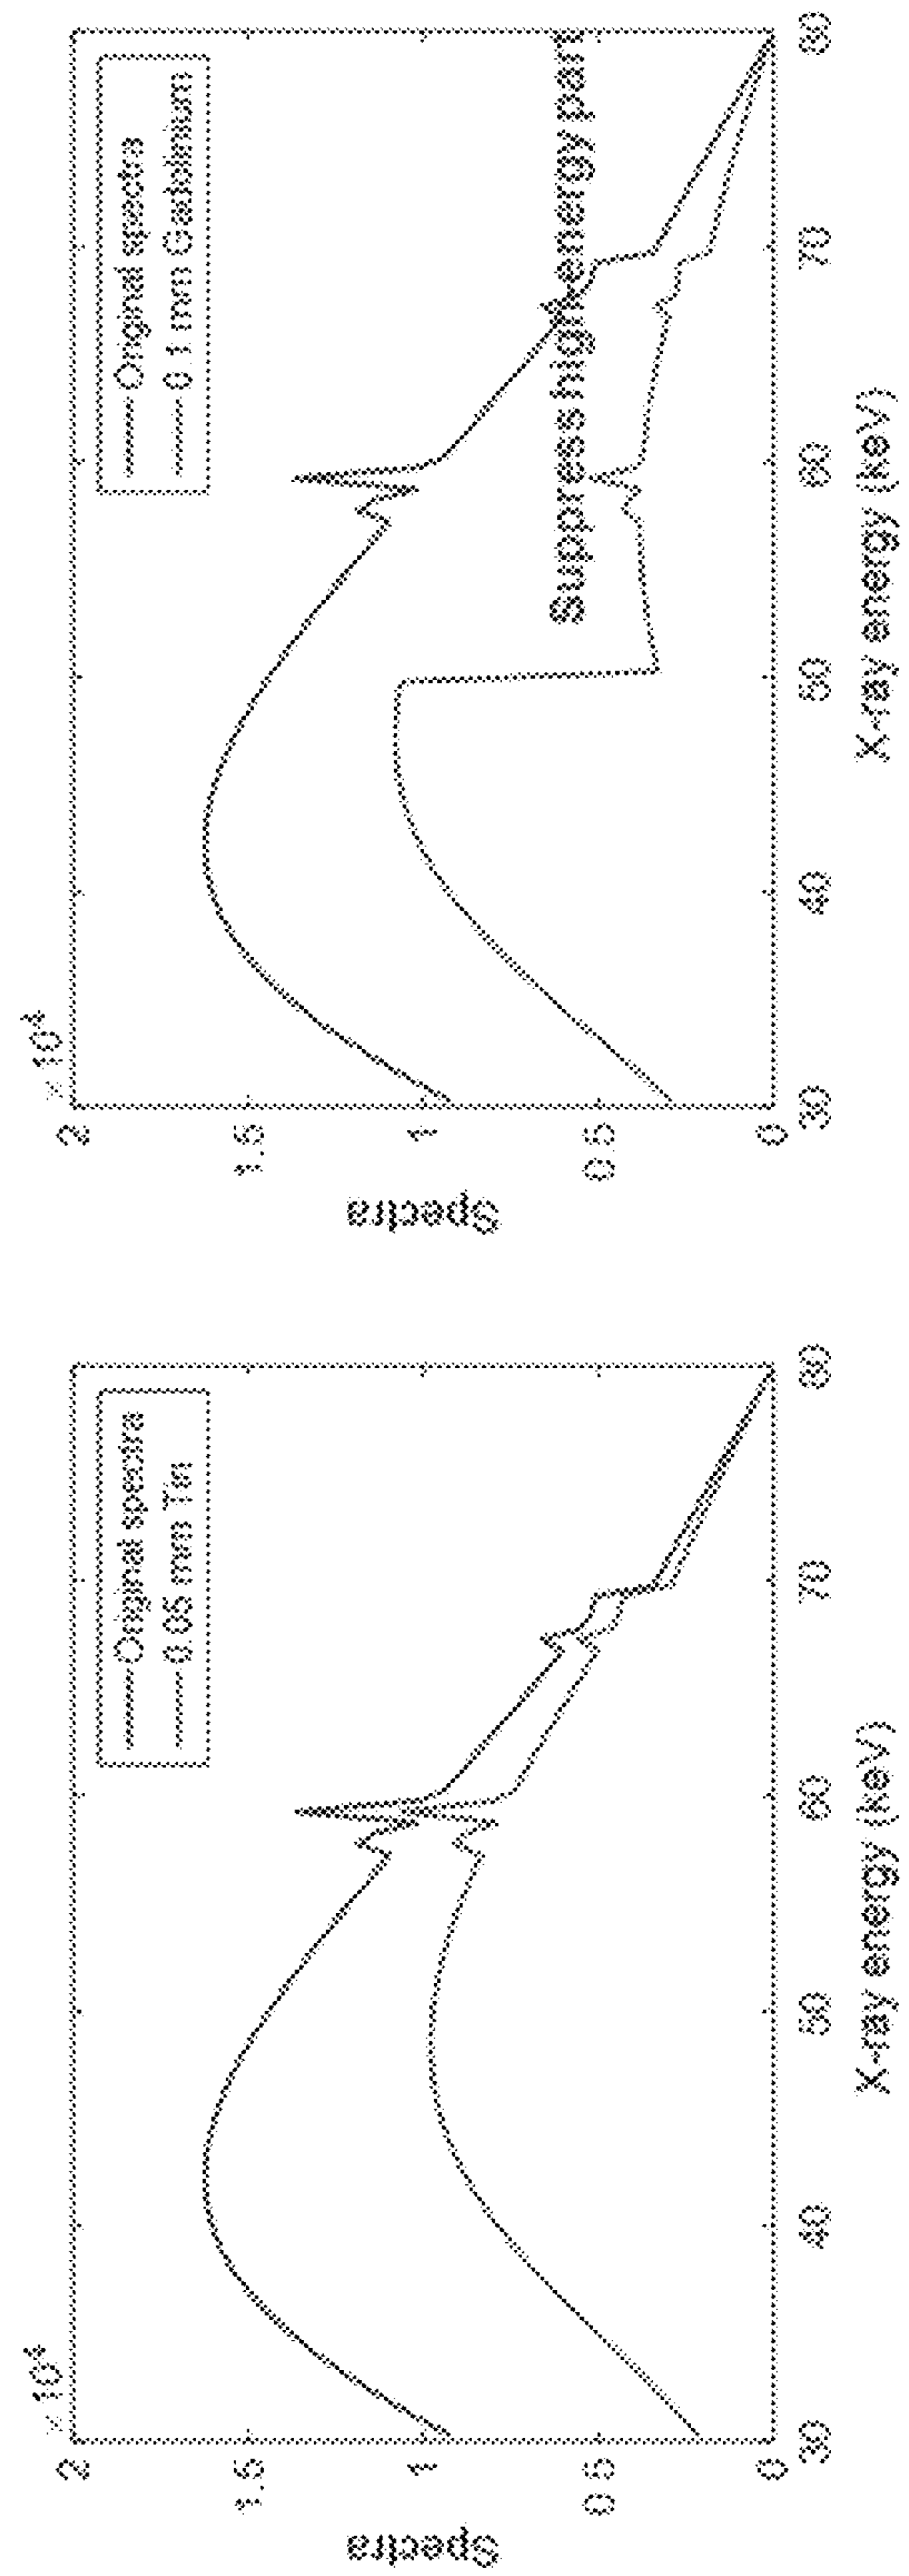 × 10⁴
2
1.5
1
0.5
0
Spectra
Original spectra
0.05 mm Tin
30
40
50
60
70
80
X-ray energy (keV)
× 10⁴
2
1.5
1
0.5
0
Spectra
Original spectra
0.1 mm Gadolinium
Suppress high energy part
30
40
50
60
70
80
X-ray energy (keV)